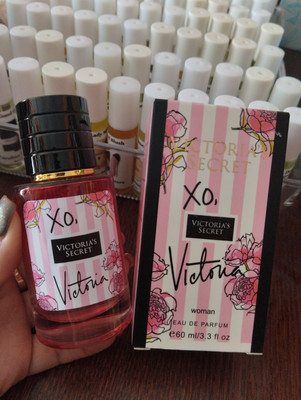 XO,
VICTORIA'S
SECRET
Victoria
VICTORIA
SECRET
XO,
VICTORIA'S
SECRET
Victoria
woman
EAU DE PARFUM
℮60 ml/3.3 fl.oz